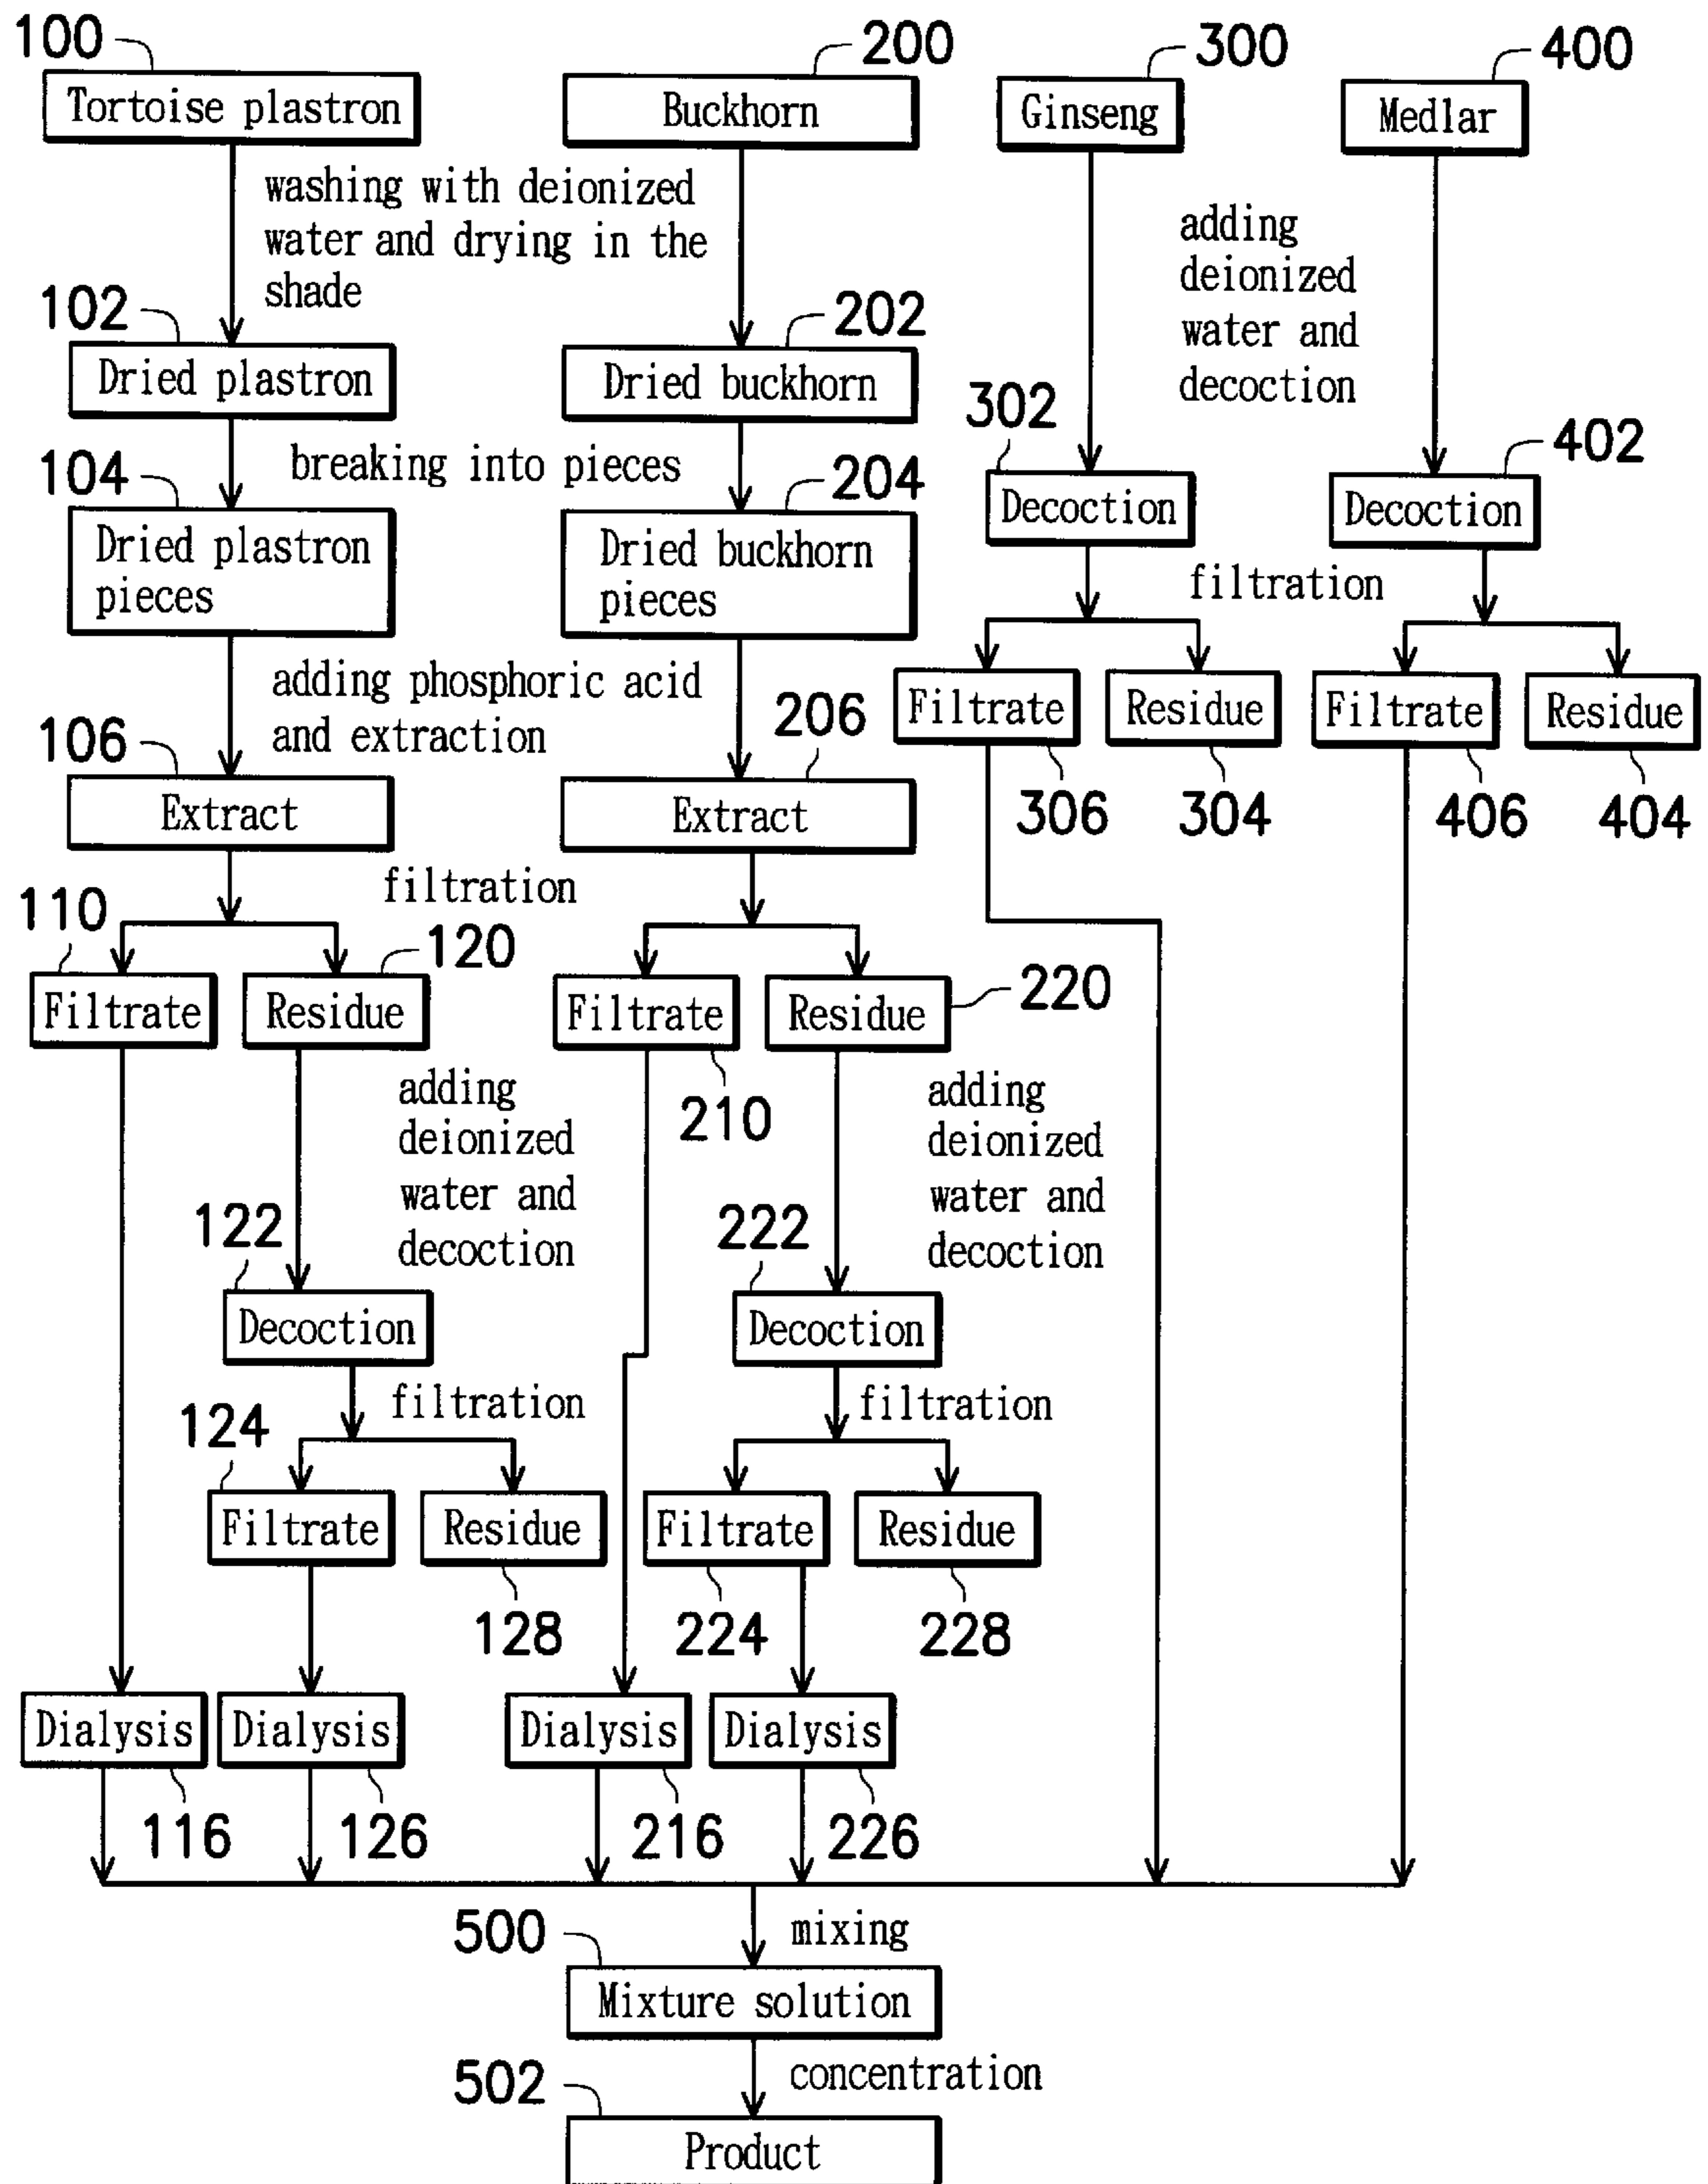 100
200
300
400
Tortoise plastron
Buckhorn
Ginseng
Medlar
washing with deionized
water and drying in the
shade
adding
deionized
water and
decoction
102
202
Dried plastron
Dried buckhorn
302
402
breaking into pieces
104
204
Decoction
Decoction
Dried plastron
pieces
Dried buckhorn
pieces
filtration
adding phosphoric acid
and extraction
Filtrate
Residue
Filtrate
Residue
106
206
306
304
406
404
Extract
Extract
filtration
110
120
220
Filtrate
Residue
Filtrate
Residue
210
adding
deionized
water and
decoction
adding
deionized
water and
decoction
122
222
Decoction
Decoction
filtration
filtration
124
Filtrate
Residue
Filtrate
Residue
128
224
228
Dialysis
Dialysis
Dialysis
Dialysis
116
126
216
226
mixing
500
Mixture solution
concentration
502
Product